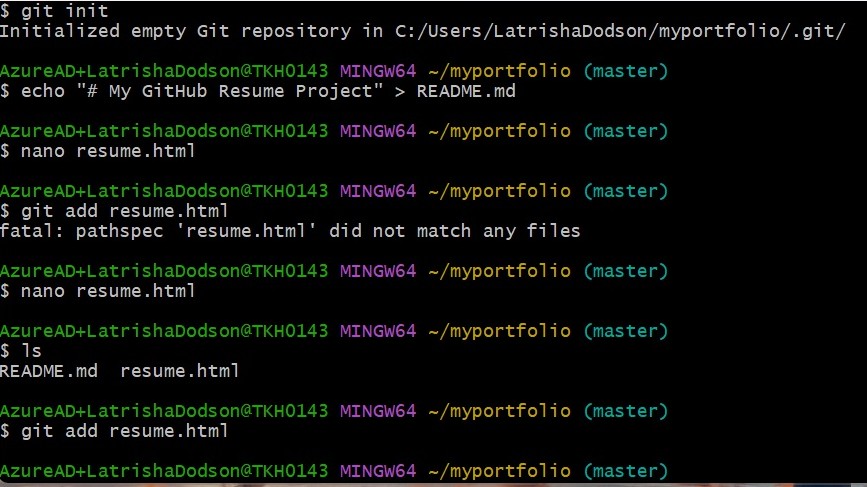 $ git init
Initialized empty Git repository in C:/Users/LatrishaDodson/myportfolio/.git/
AzureAD+LatrishaDodson@TKH0143 MINGW64 ~/myportfolio (master)
$ echo "# My GitHub Resume Project" > README.md
AzureAD+LatrishaDodson@TKH0143 MINGW64 ~/myportfolio (master)
$ nano resume.html
AzureAD+LatrishaDodson@TKH0143 MINGW64 ~/myportfolio (master)
$ git add resume.html
fatal: pathspec 'resume.html' did not match any files
AzureAD+LatrishaDodson@TKH0143 MINGW64 ~/myportfolio (master)
$ nano resume.html
AzureAD+LatrishaDodson@TKH0143 MINGW64 ~/myportfolio (master)
$ ls
README.md  resume.html
AzureAD+LatrishaDodson@TKH0143 MINGW64 ~/myportfolio (master)
$ git add resume.html
AzureAD+LatrishaDodson@TKH0143 MINGW64 ~/myportfolio (master)